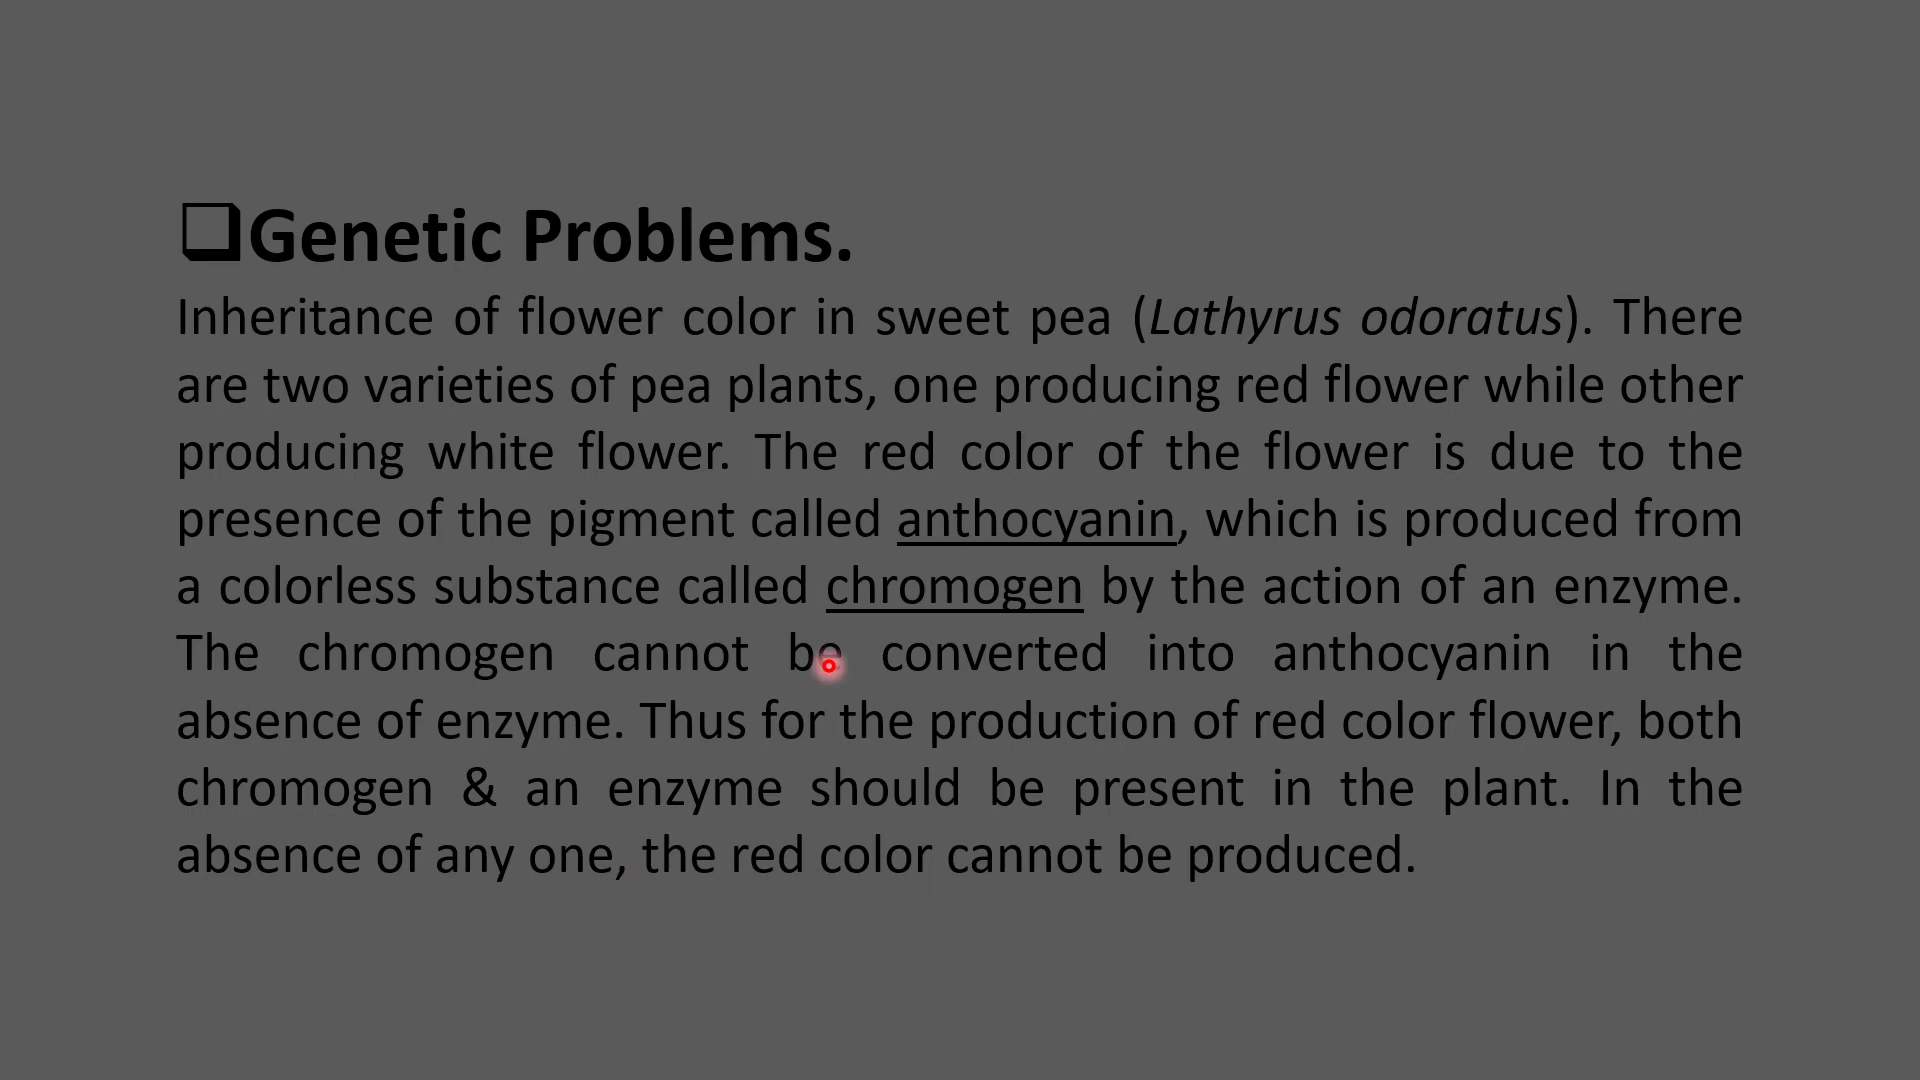 ❑Genetic Problems.
Inheritance of flower color in sweet pea (Lathyrus odoratus). There
are two varieties of pea plants, one producing red flower while other
producing white flower. The red color of the flower is due to the
presence of the pigment called anthocyanin, which is produced from
a colorless substance called chromogen by the action of an enzyme.
The chromogen cannot be converted into anthocyanin in the
absence of enzyme. Thus for the production of red color flower, both
chromogen & an enzyme should be present in the plant. In the
absence of any one, the red color cannot be produced.